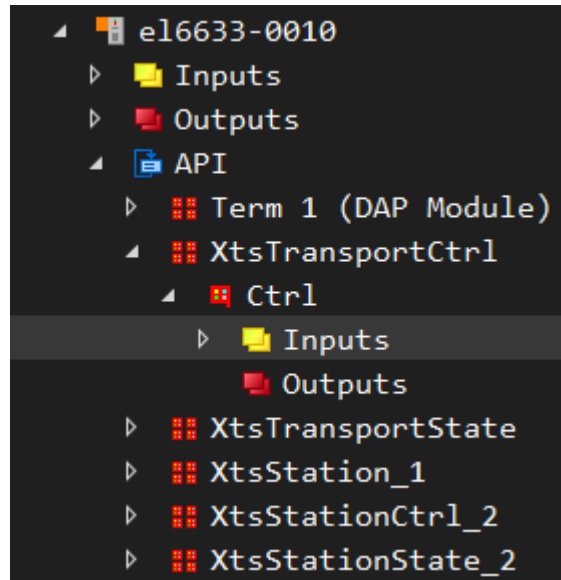 el6633-0010
Inputs
Outputs
API
Term 1 (DAP Module)
XtsTransportCtrl
Ctrl
Inputs
Outputs
XtsTransportState
XtsStation_1
XtsStationCtrl_2
XtsStationState_2